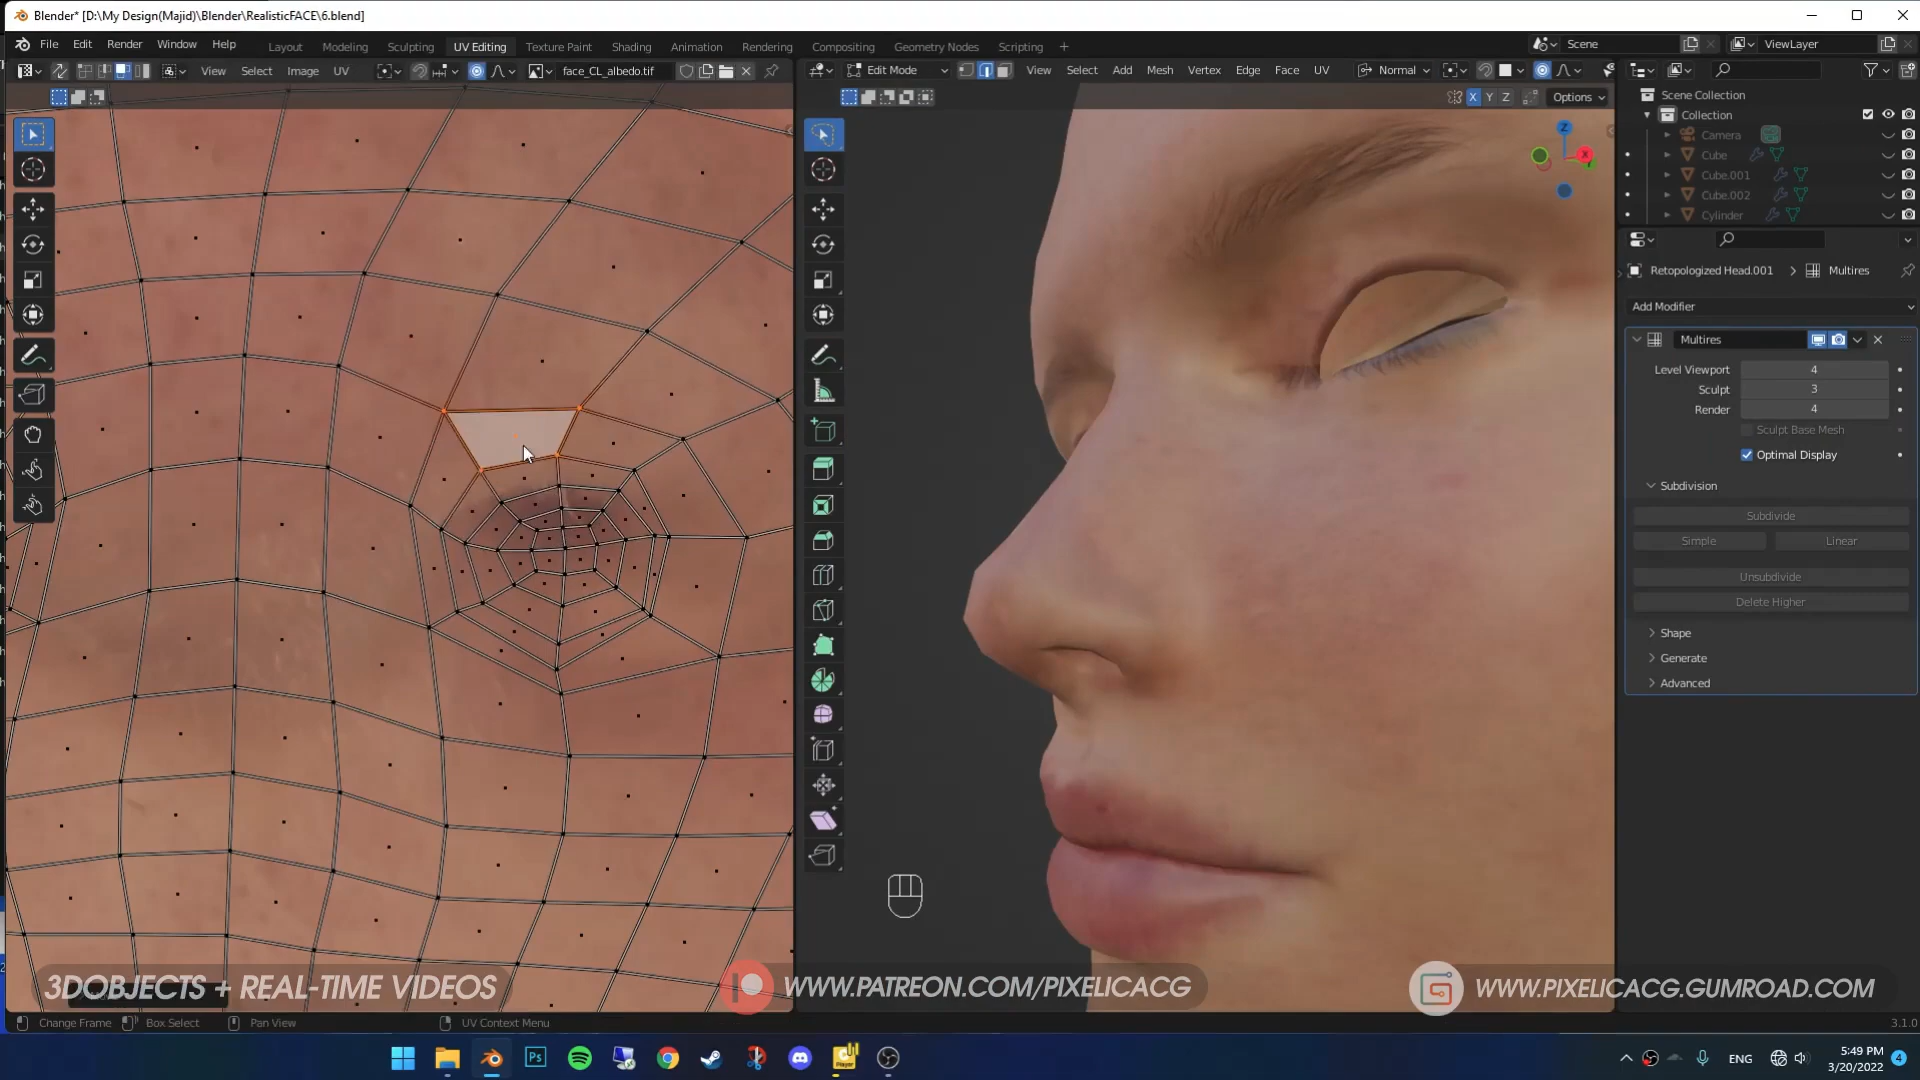 Blender* [D:\My Design(Majid)\Blender\RealisticFACE\6.blend]
File Edit Render Window Help Layout Modeling Sculpting UV Editing Texture Paint Shading Animation Rendering Compositing Geometry Nodes Scripting + Scene ViewLayer
View Select Image UV face_CL_albedo.tif Edit Mode View Select Add Mesh Vertex Edge Face UV Normal
X Y Z Options
Scene Collection
Collection
Camera
Cube
Cube.001
Cube.002
Cylinder
Z
X
Retopologized Head.001 Multires
Add Modifier
Multires
Level Viewport 4
Sculpt 3
Render 4
Sculpt Base Mesh
Optimal Display
Subdivision
Subdivide
Simple Linear
Unsubdivide
Delete Higher
Shape
Generate
Advanced
3DOBJECTS + REAL-TIME VIDEOS WWW.PATREON.COM/PIXELICACG WWW.PIXELICACG.GUMROAD.COM
Change Frame Box Select Pan View UV Context Menu 3.1.0
Ps ENG 5:49 PM 4
3/20/2022